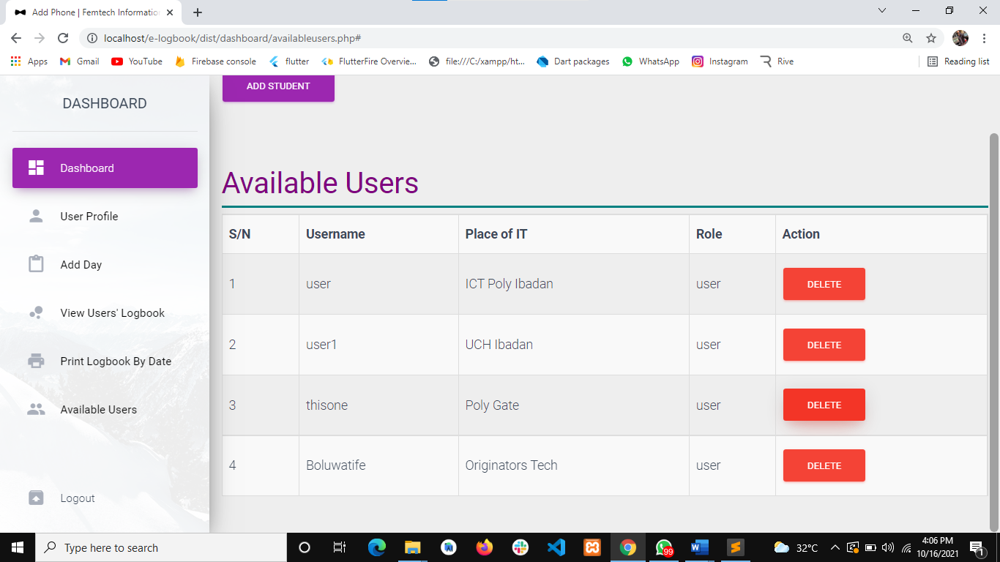 Add Phone | Femtech Informatio
localhost/e-logbook/dist/dashboard/availableusers.php#
Apps Gmail YouTube Firebase console flutter FlutterFire Overvie... file:///C:/xampp/ht... Dart packages WhatsApp Instagram Rive Reading list
DASHBOARD
Dashboard
User Profile
Add Day
View Users' Logbook
Print Logbook By Date
Available Users
Logout
ADD STUDENT
Available Users
S/N Username Place of IT Role Action
1 user ICT Poly Ibadan user DELETE
2 user1 UCH Ibadan user DELETE
3 thisone Poly Gate user DELETE
4 Boluwatife Originators Tech user DELETE
Type here to search
99
32°C
4:06 PM
10/16/2021
1